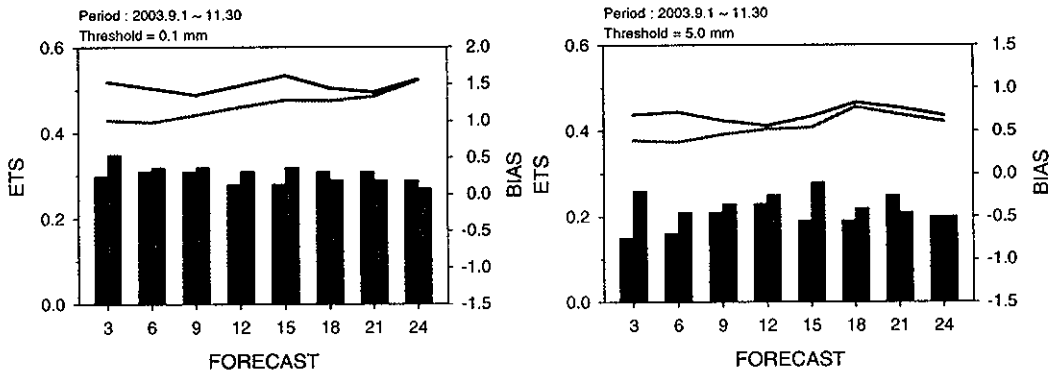 Period : 2003.9.1 ~ 11.30
Threshold = 0.1 mm
0.6
0.4
0.2
0.0
ETS
2.0
1.5
1.0
0.5
0.0
-0.5
-1.0
-1.5
BIAS
3 6 9 12 15 18 21 24
FORECAST
Period : 2003.9.1 ~ 11.30
Threshold = 5.0 mm
0.6
0.4
0.2
0.0
ETS
1.5
1.0
0.5
0.0
-0.5
-1.0
-1.5
BIAS
3 6 9 12 15 18 21 24
FORECAST